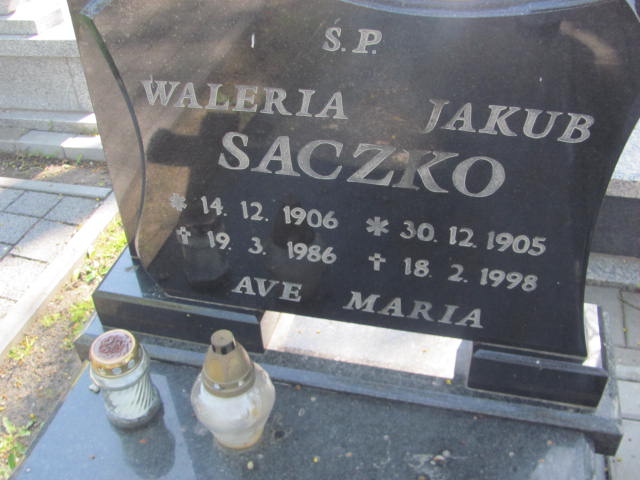 Ś.P.
WALERIA JAKUB
SACZKO
* 14. 12. 1906 * 30. 12. 1905
✝ 19. 3. 1986 ✝ 18. 2. 1998
AVE MARIA